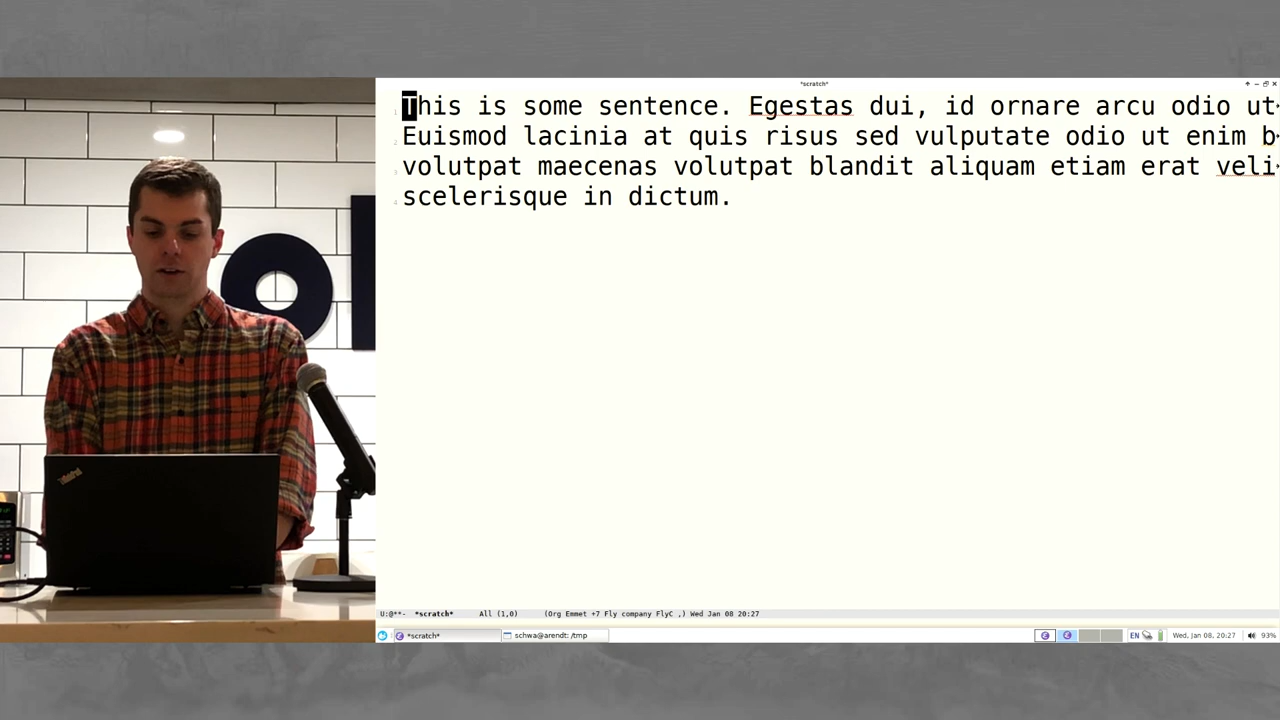 *scratch*
This is some sentence. Egestas dui, id ornare arcu odio ut
Euismod lacinia at quis risus sed vulputate odio ut enim b
volutpat maecenas volutpat blandit aliquam etiam erat veli
scelerisque in dictum.
ThinkPad
U:@**- *scratch* All (1,0) (Org Emmet +7 Fly company FlyC ,) Wed Jan 08 20:27
*scratch* schwa@arendt: /tmp EN Wed, Jan 08, 20:27 93%